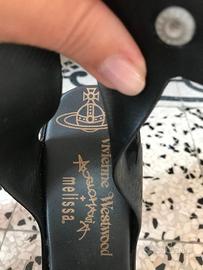 Vivienne Westwood
ANGLOMANIA
+
melissa